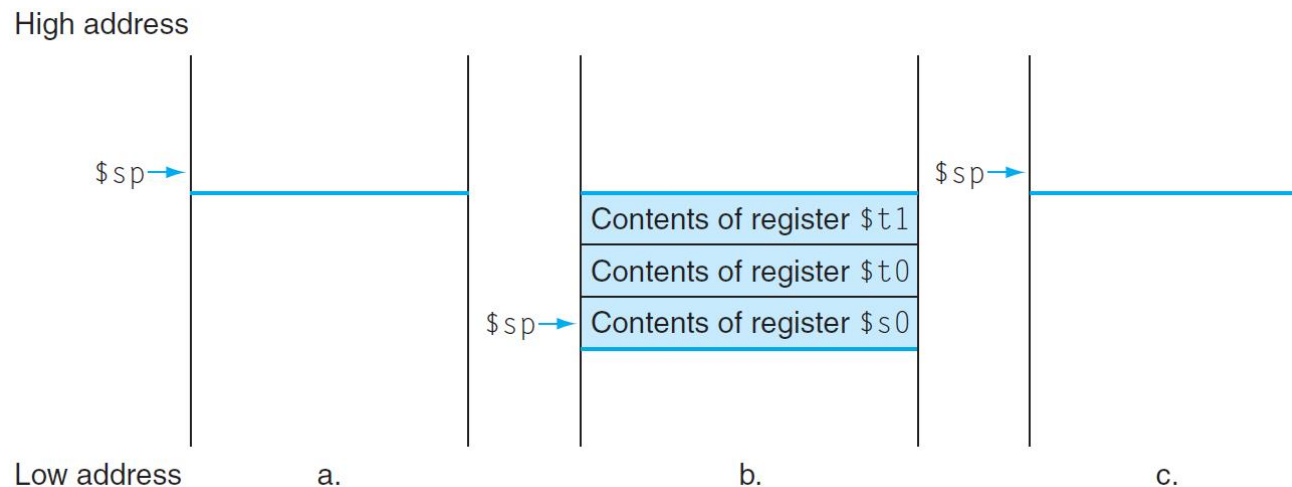 High address
$sp
$sp
Contents of register $t1
Contents of register $t0
$sp
Contents of register $s0
Low address
a.
b.
c.